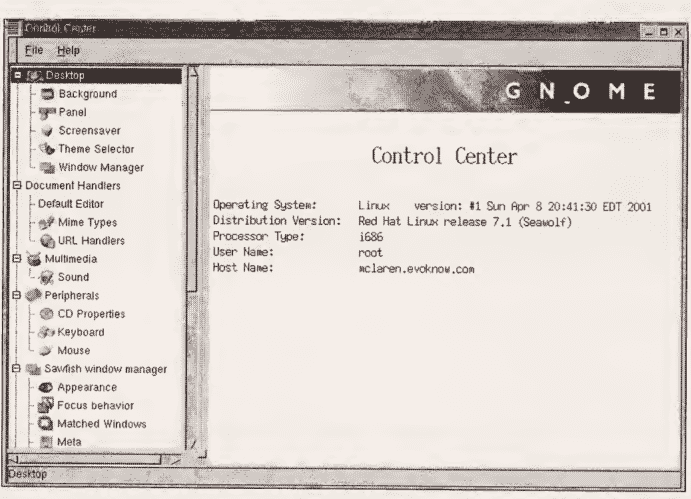 Control Center
File Help
Desktop
Background
Panel
Screensaver
Theme Selector
Window Manager
Document Handlers
Default Editor
Mime Types
URL Handlers
Multimedia
Sound
Peripherals
CD Properties
Keyboard
Mouse
Sawfish window manager
Appearance
Focus behavior
Matched Windows
Meta
GNOME
Control Center
Operating System: Linux version: #1 Sun Apr 8 20:41:30 EDT 2001
Distribution Version: Red Hat Linux release 7.1 (Seawolf)
Processor Type: i686
User Name: root
Host Name: mclaren.evoknow.com
Desktop